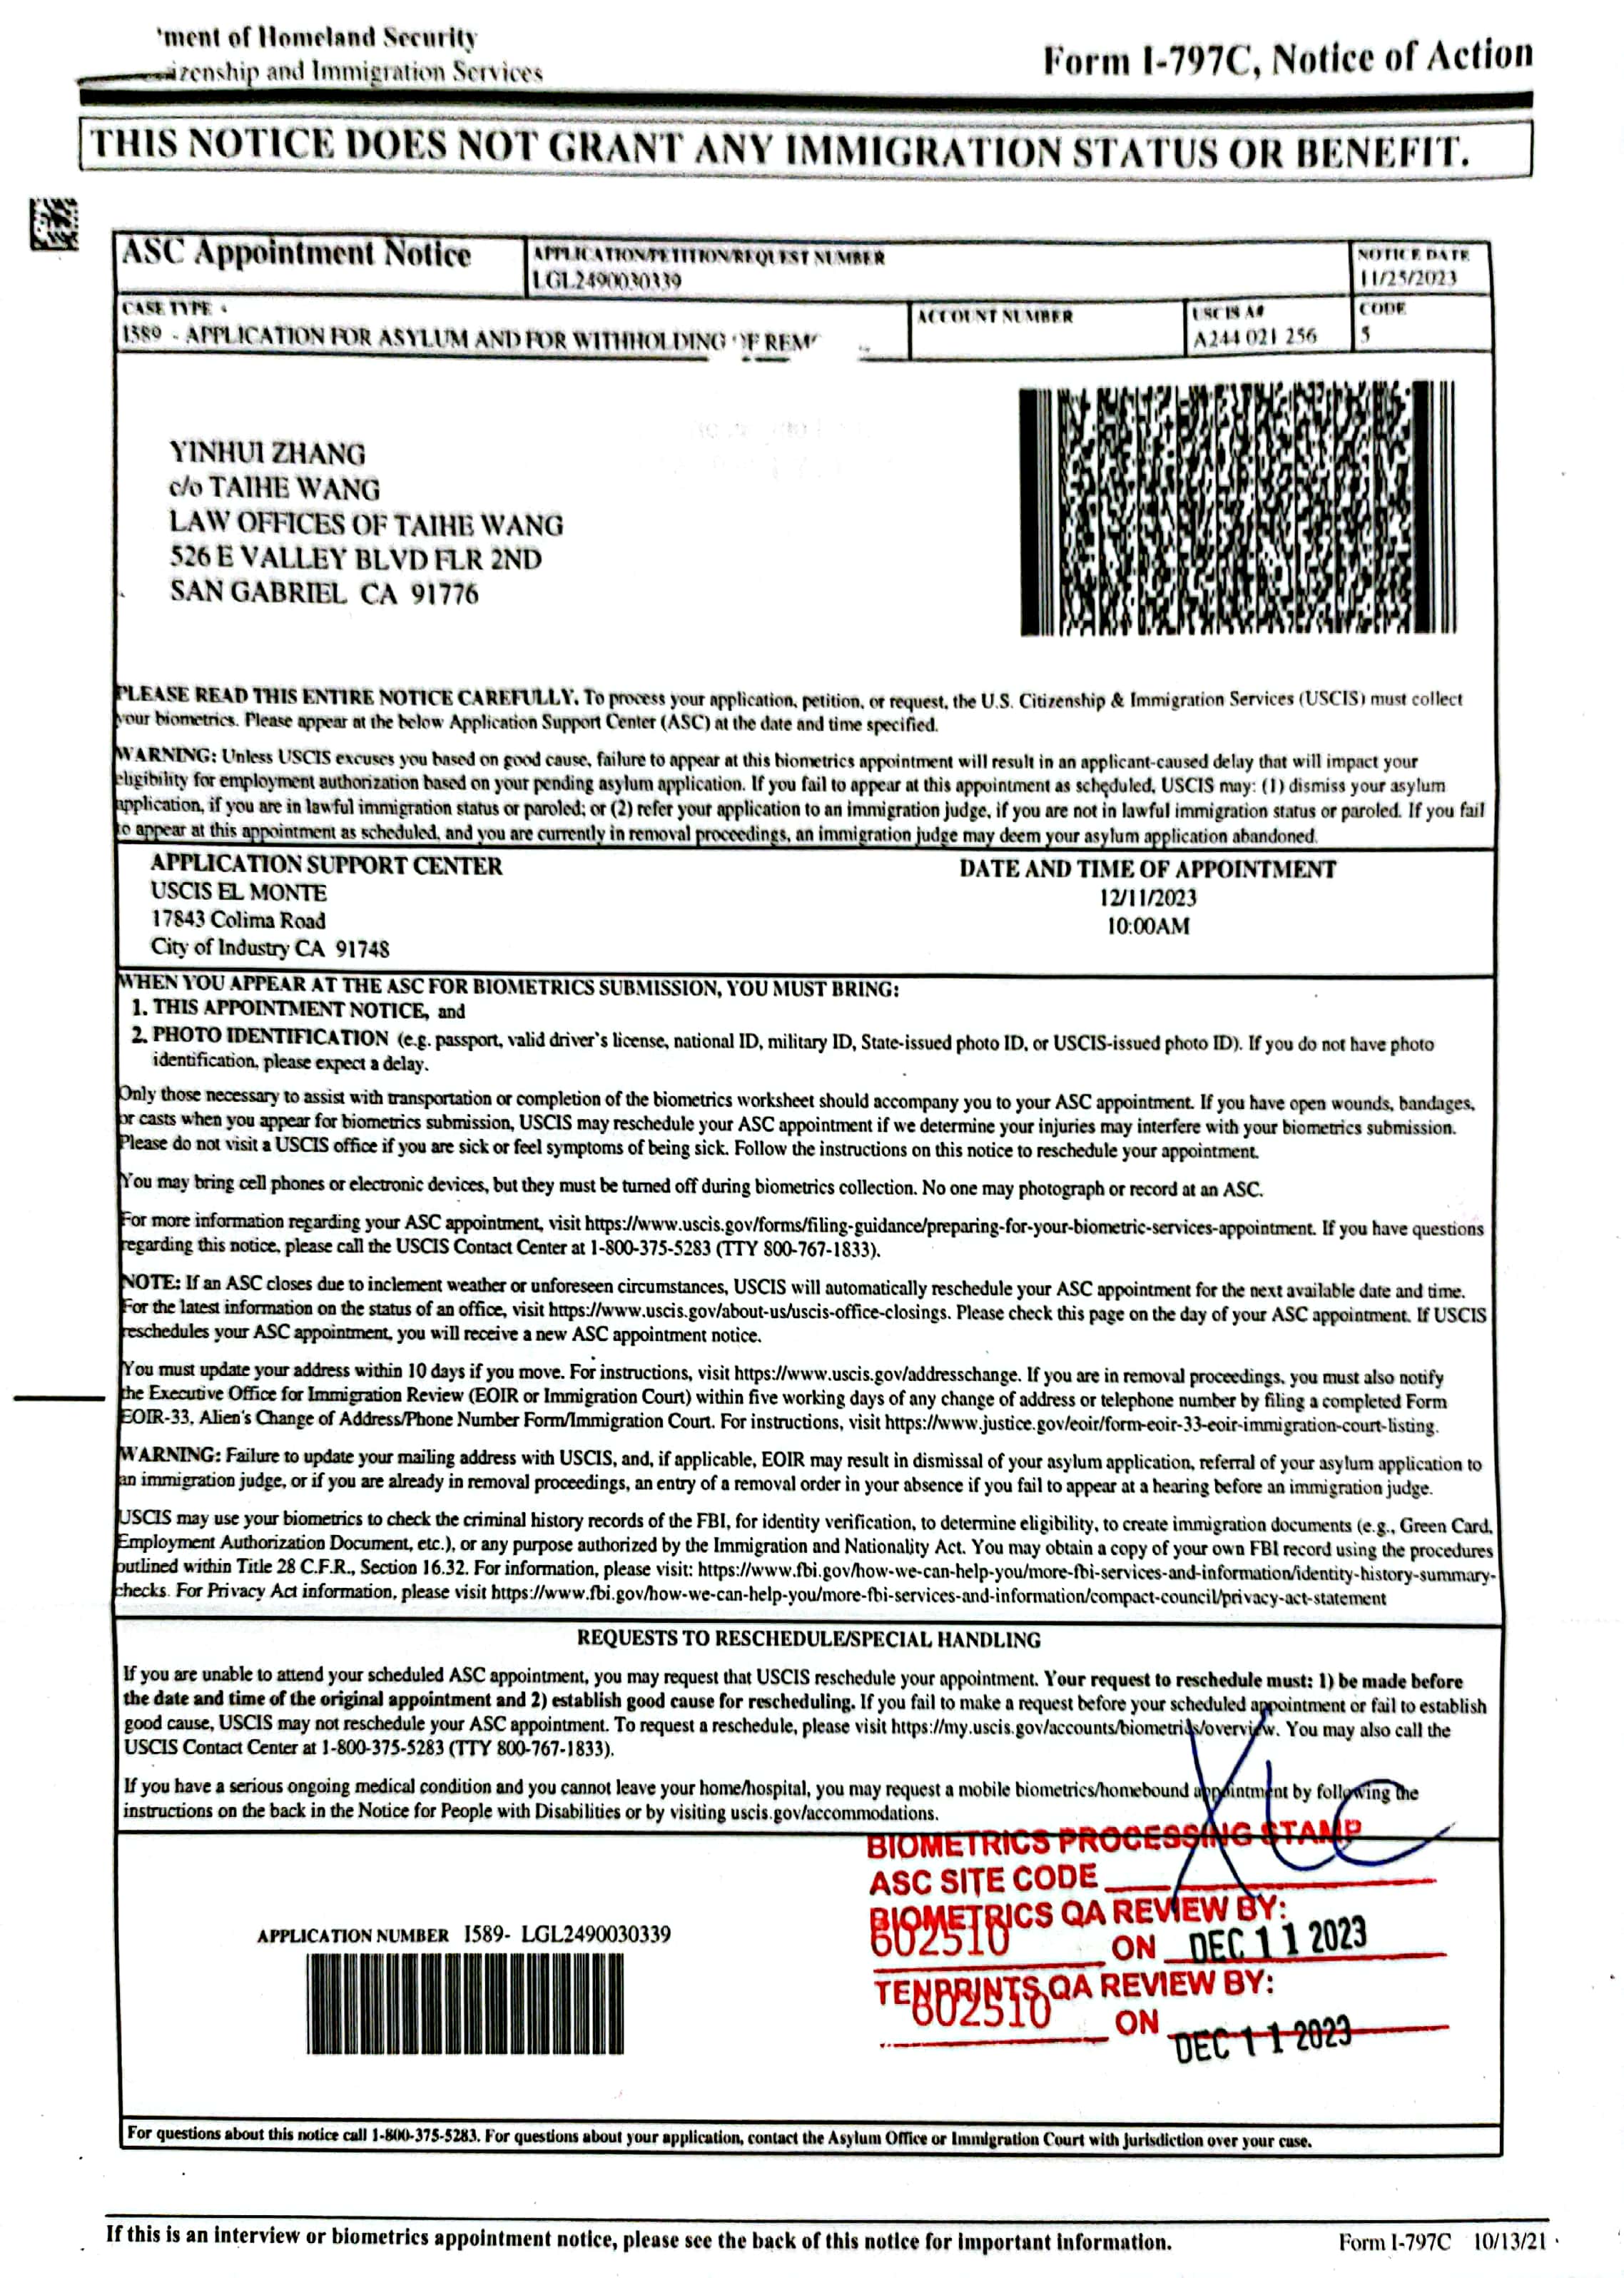 'ment of Homeland Security
izenship and Immigration Services
Form I-797C, Notice of Action
THIS NOTICE DOES NOT GRANT ANY IMMIGRATION STATUS OR BENEFIT.
ASC Appointment Notice
APPLICATION/PETITION/REQUEST NUMBER
LGL2490030339
NOTICE DATE
11/25/2023
CASE TYPE
I589 - APPLICATION FOR ASYLUM AND FOR WITHHOLDING OF REM
ACCOUNT NUMBER
USCIS A#
A244 021 256
CODE
5
YINHUI ZHANG
c/o TAIHE WANG
LAW OFFICES OF TAIHE WANG
526 E VALLEY BLVD FLR 2ND
SAN GABRIEL CA 91776
PLEASE READ THIS ENTIRE NOTICE CAREFULLY. To process your application, petition, or request, the U.S. Citizenship & Immigration Services (USCIS) must collect
your biometrics. Please appear at the below Application Support Center (ASC) at the date and time specified.
WARNING: Unless USCIS excuses you based on good cause, failure to appear at this biometrics appointment will result in an applicant-caused delay that will impact your
eligibility for employment authorization based on your pending asylum application. If you fail to appear at this appointment as scheduled, USCIS may: (1) dismiss your asylum
application, if you are in lawful immigration status or paroled; or (2) refer your application to an immigration judge, if you are not in lawful immigration status or paroled. If you fail
to appear at this appointment as scheduled, and you are currently in removal proceedings, an immigration judge may deem your asylum application abandoned.
APPLICATION SUPPORT CENTER
USCIS EL MONTE
17843 Colima Road
City of Industry CA 91748
DATE AND TIME OF APPOINTMENT
12/11/2023
10:00AM
WHEN YOU APPEAR AT THE ASC FOR BIOMETRICS SUBMISSION, YOU MUST BRING:
1. THIS APPOINTMENT NOTICE, and
2. PHOTO IDENTIFICATION (e.g. passport, valid driver's license, national ID, military ID, State-issued photo ID, or USCIS-issued photo ID). If you do not have photo
identification, please expect a delay.
Only those necessary to assist with transportation or completion of the biometrics worksheet should accompany you to your ASC appointment. If you have open wounds, bandages,
or casts when you appear for biometrics submission, USCIS may reschedule your ASC appointment if we determine your injuries may interfere with your biometrics submission.
Please do not visit a USCIS office if you are sick or feel symptoms of being sick. Follow the instructions on this notice to reschedule your appointment.
You may bring cell phones or electronic devices, but they must be turned off during biometrics collection. No one may photograph or record at an ASC.
For more information regarding your ASC appointment, visit https://www.uscis.gov/forms/filing-guidance/preparing-for-your-biometric-services-appointment. If you have questions
regarding this notice, please call the USCIS Contact Center at 1-800-375-5283 (TTY 800-767-1833).
NOTE: If an ASC closes due to inclement weather or unforeseen circumstances, USCIS will automatically reschedule your ASC appointment for the next available date and time.
For the latest information on the status of an office, visit https://www.uscis.gov/about-us/uscis-office-closings. Please check this page on the day of your ASC appointment. If USCIS
reschedules your ASC appointment, you will receive a new ASC appointment notice.
You must update your address within 10 days if you move. For instructions, visit https://www.uscis.gov/addresschange. If you are in removal proceedings, you must also notify
the Executive Office for Immigration Review (EOIR or Immigration Court) within five working days of any change of address or telephone number by filing a completed Form
EOIR-33, Alien's Change of Address/Phone Number Form/Immigration Court. For instructions, visit https://www.justice.gov/eoir/form-eoir-33-eoir-immigration-court-listing.
WARNING: Failure to update your mailing address with USCIS, and, if applicable, EOIR may result in dismissal of your asylum application, referral of your asylum application to
an immigration judge, or if you are already in removal proceedings, an entry of a removal order in your absence if you fail to appear at a hearing before an immigration judge.
USCIS may use your biometrics to check the criminal history records of the FBI, for identity verification, to determine eligibility, to create immigration documents (e.g., Green Card,
Employment Authorization Document, etc.), or any purpose authorized by the Immigration and Nationality Act. You may obtain a copy of your own FBI record using the procedures
outlined within Title 28 C.F.R., Section 16.32. For information, please visit: https://www.fbi.gov/how-we-can-help-you/more-fbi-services-and-information/identity-history-summary-
checks. For Privacy Act information, please visit https://www.fbi.gov/how-we-can-help-you/more-fbi-services-and-information/compact-council/privacy-act-statement
REQUESTS TO RESCHEDULE/SPECIAL HANDLING
If you are unable to attend your scheduled ASC appointment, you may request that USCIS reschedule your appointment. Your request to reschedule must: 1) be made before
the date and time of the original appointment and 2) establish good cause for rescheduling. If you fail to make a request before your scheduled appointment or fail to establish
good cause, USCIS may not reschedule your ASC appointment. To request a reschedule, please visit https://my.uscis.gov/accounts/biometrics/overview. You may also call the
USCIS Contact Center at 1-800-375-5283 (TTY 800-767-1833).
If you have a serious ongoing medical condition and you cannot leave your home/hospital, you may request a mobile biometrics/homebound appointment by following the
instructions on the back in the Notice for People with Disabilities or by visiting uscis.gov/accommodations.
BIOMETRICS PROCESSING STAMP
ASC SITE CODE
BIOMETRICS QA REVIEW BY:
602510 ON DEC 11 2023
TENPRINTS QA REVIEW BY:
602510 ON DEC 11 2023
APPLICATION NUMBER I589- LGL2490030339
For questions about this notice call 1-800-375-5283. For questions about your application, contact the Asylum Office or Immigration Court with jurisdiction over your case.
If this is an interview or biometrics appointment notice, please see the back of this notice for important information.
Form I-797C 10/13/21